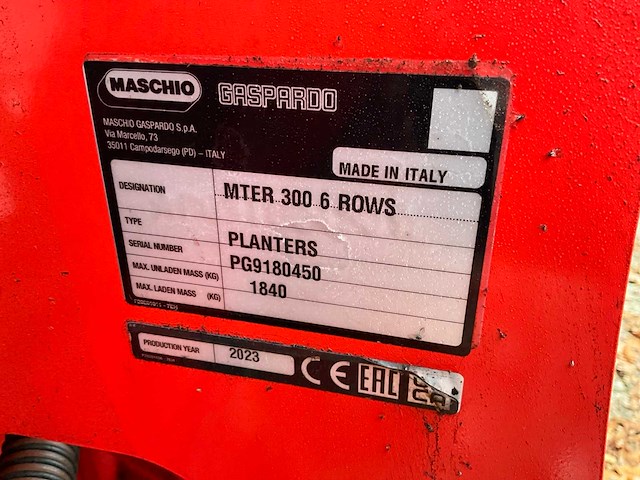 MASCHIO GASPARDO
MASCHIO GASPARDO S.p.A.
Via Marcello, 73
35011 Campodarsego (PD) - ITALY
MADE IN ITALY
DESIGNATION MTER 300 6 ROWS
TYPE PLANTERS
SERIAL NUMBER PG9180450
MAX. UNLADEN MASS (KG) 1840
MAX. LADEN MASS (KG)
PRODUCTION YEAR 2023
CE EAC